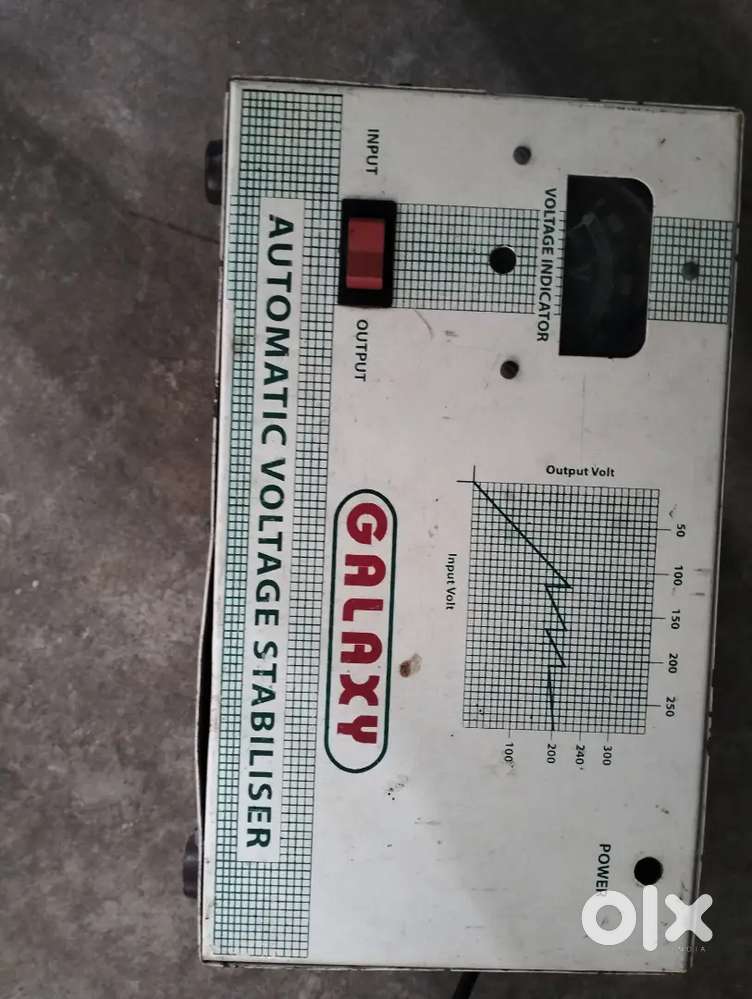 INPUT
OUTPUT
VOLTAGE INDICATOR
V
Output Volt
50
100
150
200
250
Input Volt
100
200
240
300
POWER
GALAXY
AUTOMATIC VOLTAGE STABILISER
olx
INDIA